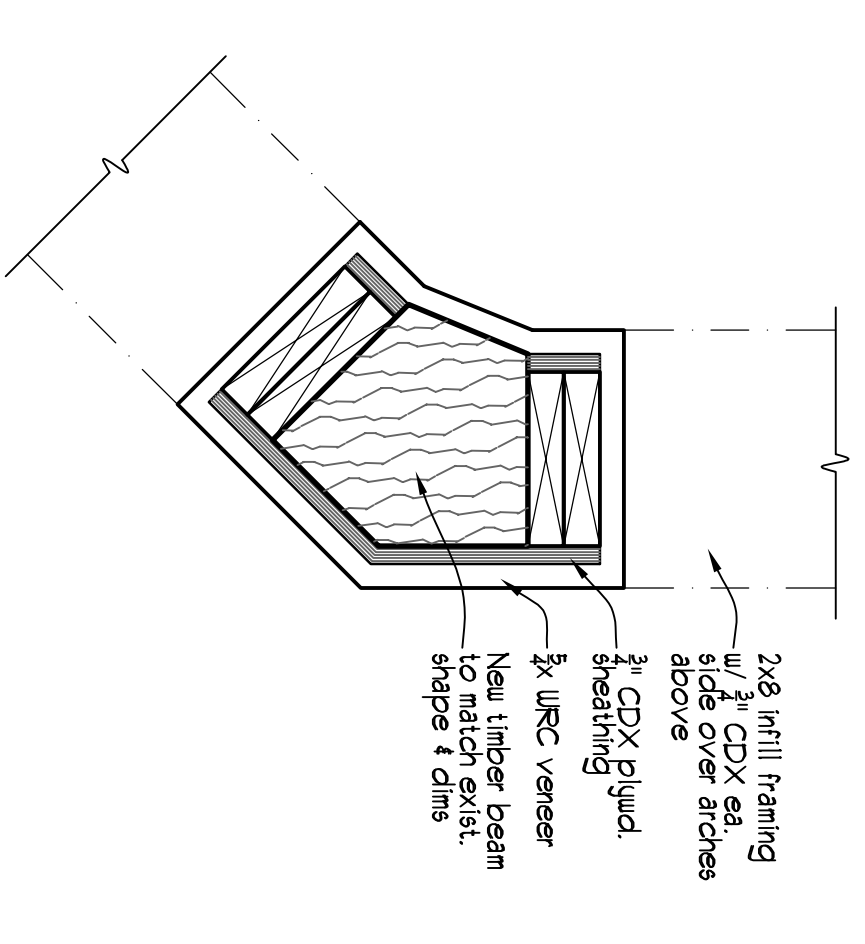 2x8 infill framing
w/ 3/4" CDX ea.
side over arches
above
3/4" CDX plywd.
sheathing
5/4x WRC veneer
New timber beam
to match exist.
shape & dims